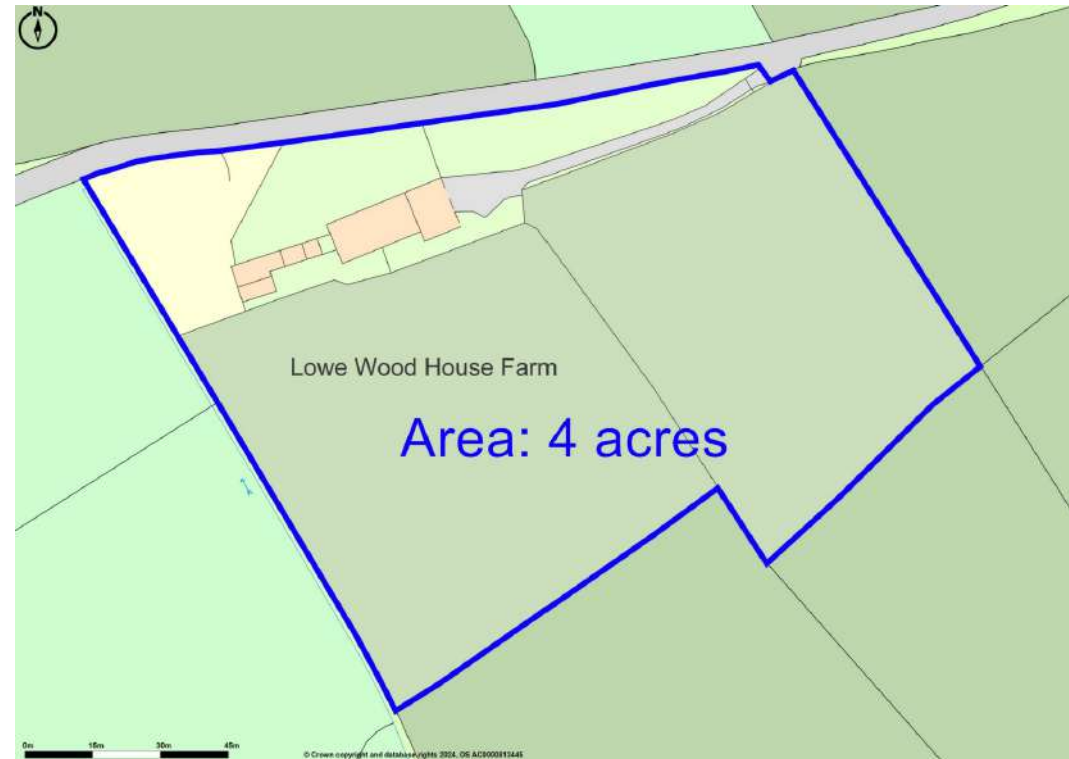 N
Lowe Wood House Farm
Area: 4 acres
0m 15m 30m 45m
© Crown copyright and database rights 2024. OS AC0000813445